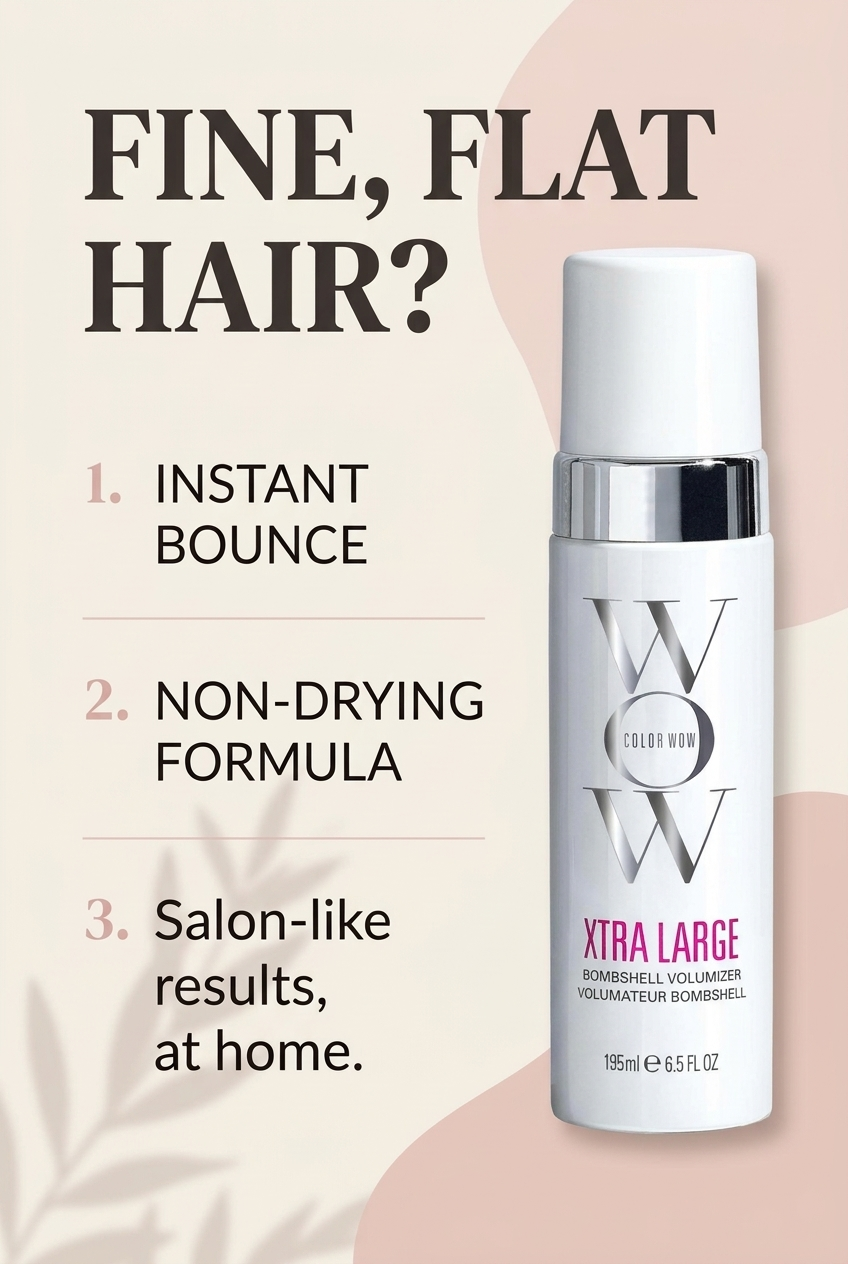 FINE, FLAT
HAIR?
1. INSTANT
BOUNCE
2. NON-DRYING
FORMULA
3. Salon-like
results,
at home.
W
O
COLOR WOW
W
XTRA LARGE
BOMBSHELL VOLUMIZER
VOLUMATEUR BOMBSHELL
195ml ℮ 6.5 FL OZ